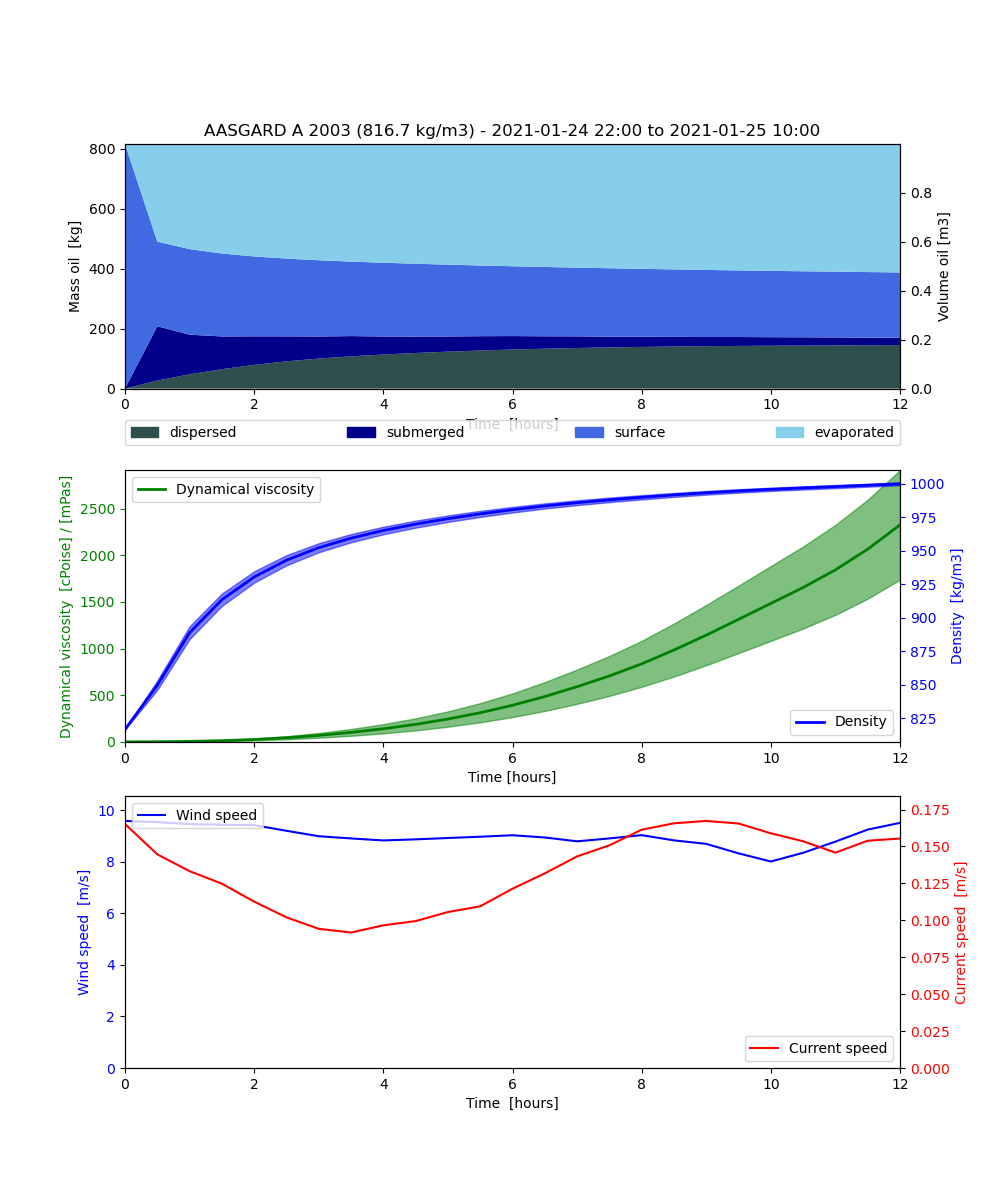 AASGARD A 2003 (816.7 kg/m3) - 2021-01-24 22:00 to 2021-01-25 10:00
Mass oil [kg]
800
600
400
200
0
Volume oil [m3]
0.8
0.6
0.4
0.2
0.0
0 2 4 6 8 10 12
Time [hours]
dispersed submerged surface evaporated
Dynamical viscosity
Dynamical viscosity [cPoise] / [mPas]
2500
2000
1500
1000
500
0
Density [kg/m3]
1000
975
950
925
900
875
850
825
Density
0 2 4 6 8 10 12
Time [hours]
Wind speed
Wind speed [m/s]
10
8
6
4
2
0
Current speed [m/s]
0.175
0.150
0.125
0.100
0.075
0.050
0.025
0.000
Current speed
0 2 4 6 8 10 12
Time [hours]